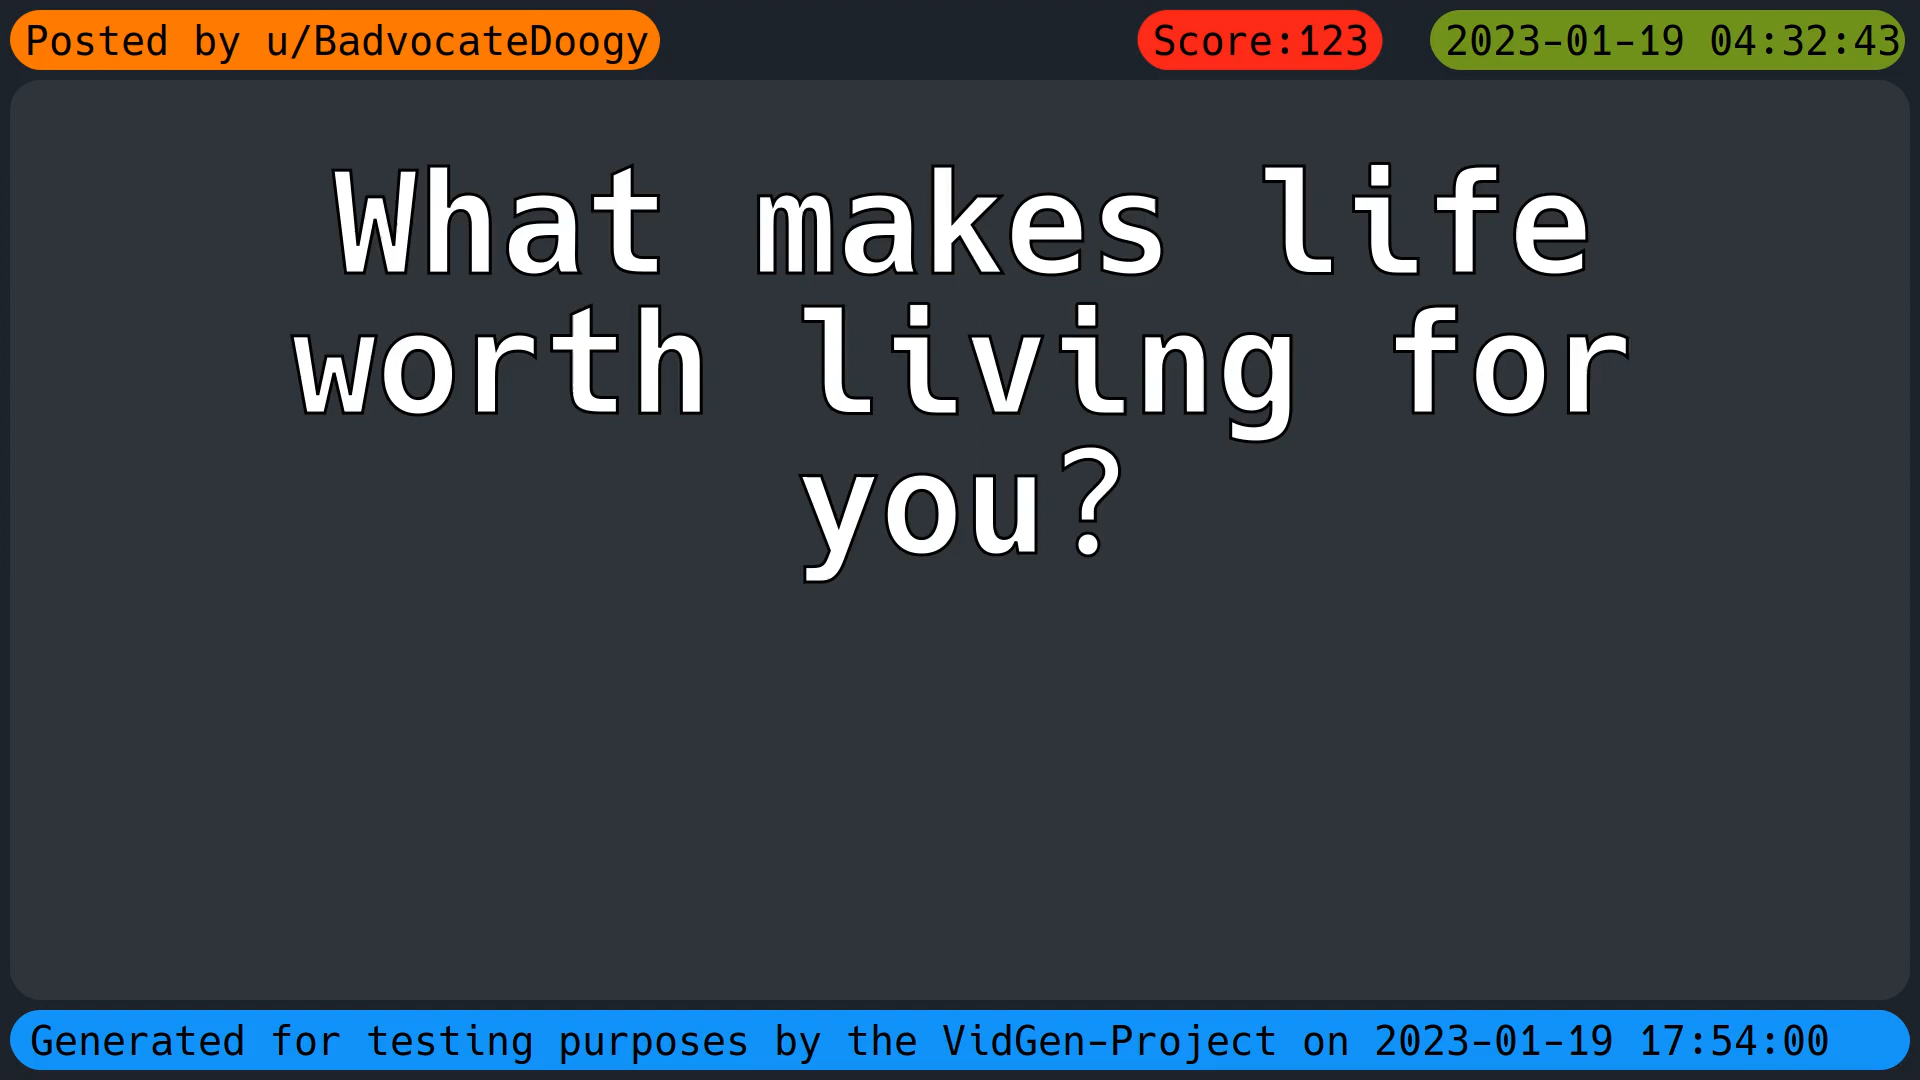 Posted by u/BadvocateDoogy Score:123 2023-01-19 04:32:43
What makes life
worth living for
you?
Generated for testing purposes by the VidGen-Project on 2023-01-19 17:54:00